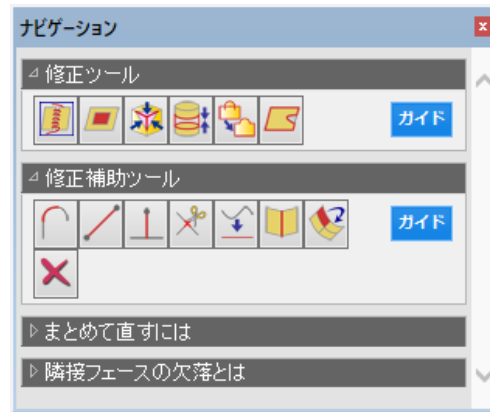 ナビゲーション
修正ツール
ガイド
修正補助ツール
ガイド
まとめて直すには
隣接フェースの欠落とは